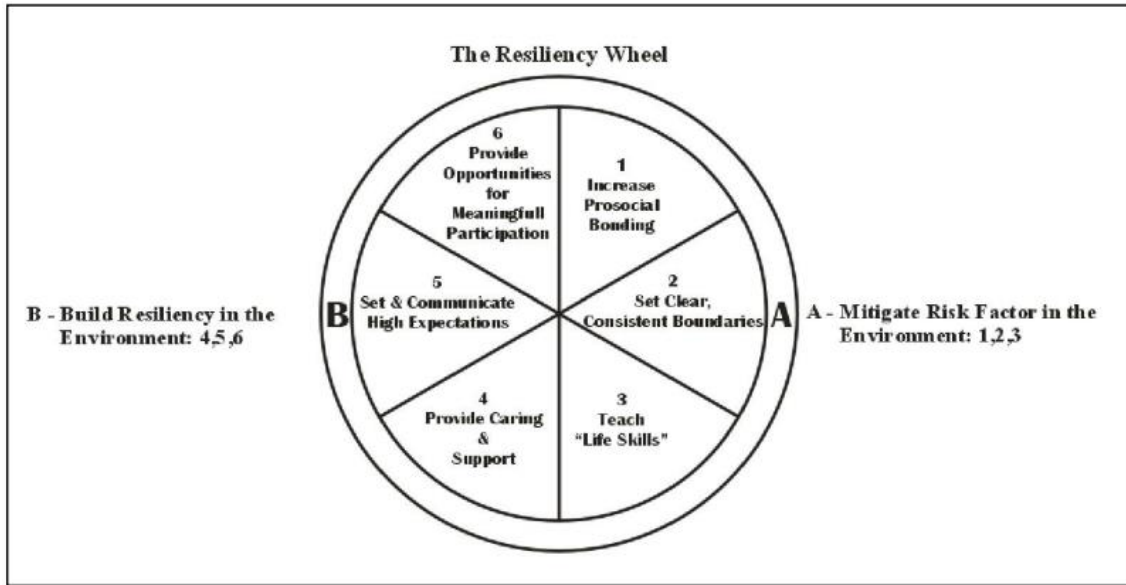 The Resiliency Wheel
6
Provide
Opportunities
for
Meaningfull
Participation
1
Increase
Prosocial
Bonding
5
Set & Communicate
High Expectations
2
Set Clear,
Consistent Boundaries
B
A
B - Build Resiliency in the
Environment: 4,5,6
A - Mitigate Risk Factor in the
Environment: 1,2,3
4
Provide Caring
&
Support
3
Teach
“Life Skills”